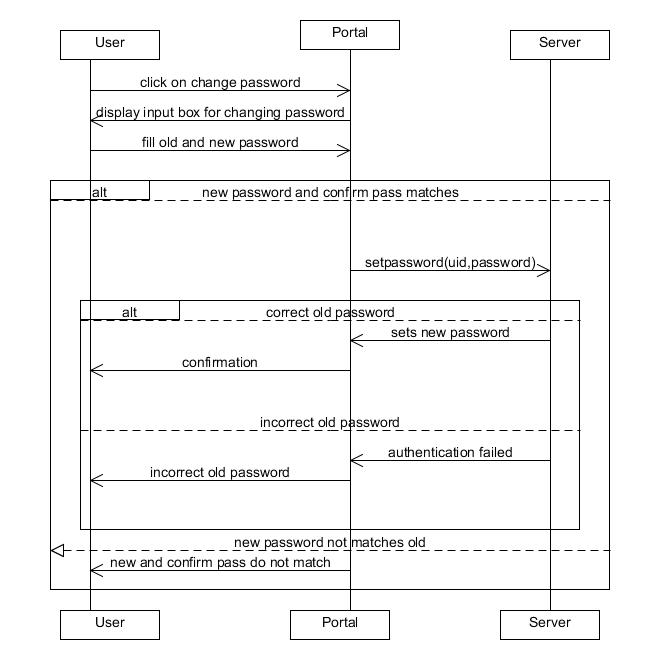 User
Portal
Server
click on change password
display input box for changing password
fill old and new password
alt
new password and confirm pass matches
setpassword(uid,password)
alt
correct old password
sets new password
confirmation
incorrect old password
authentication failed
incorrect old password
new password not matches old
new and confirm pass do not match
User
Portal
Server